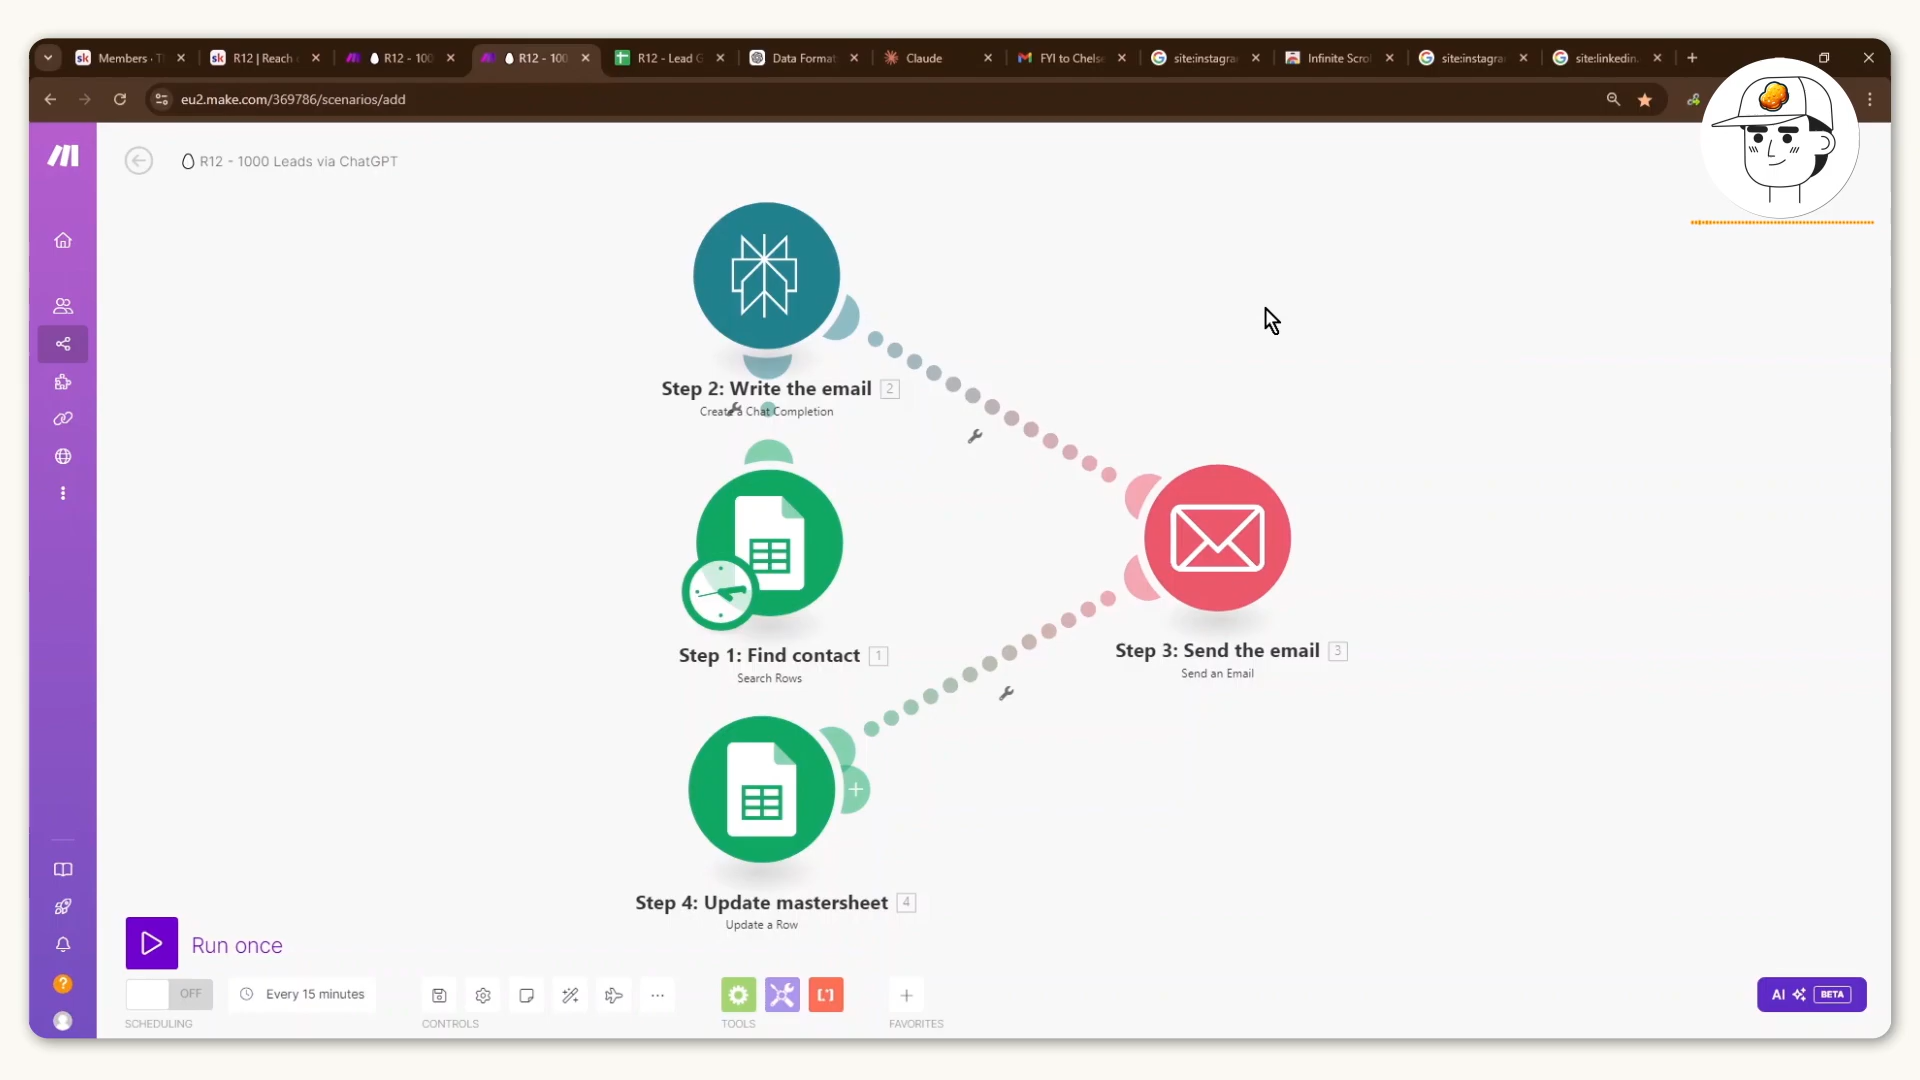 Members - T
R12 | Reach
R12 - 100
R12 - 100
R12 - Lead G
Data Format
Claude
FYI to Chels
site:instagra
Infinite Scro
site:instagra
site:linkedin.
eu2.make.com/369786/scenarios/add
R12 - 1000 Leads via ChatGPT
Step 2: Write the email 2
Create a Chat Completion
Step 1: Find contact 1
Search Rows
Step 3: Send the email 3
Send an Email
Step 4: Update mastersheet 4
Update a Row
Run once
OFF
Every 15 minutes
SCHEDULING
CONTROLS
TOOLS
FAVORITES
AI BETA